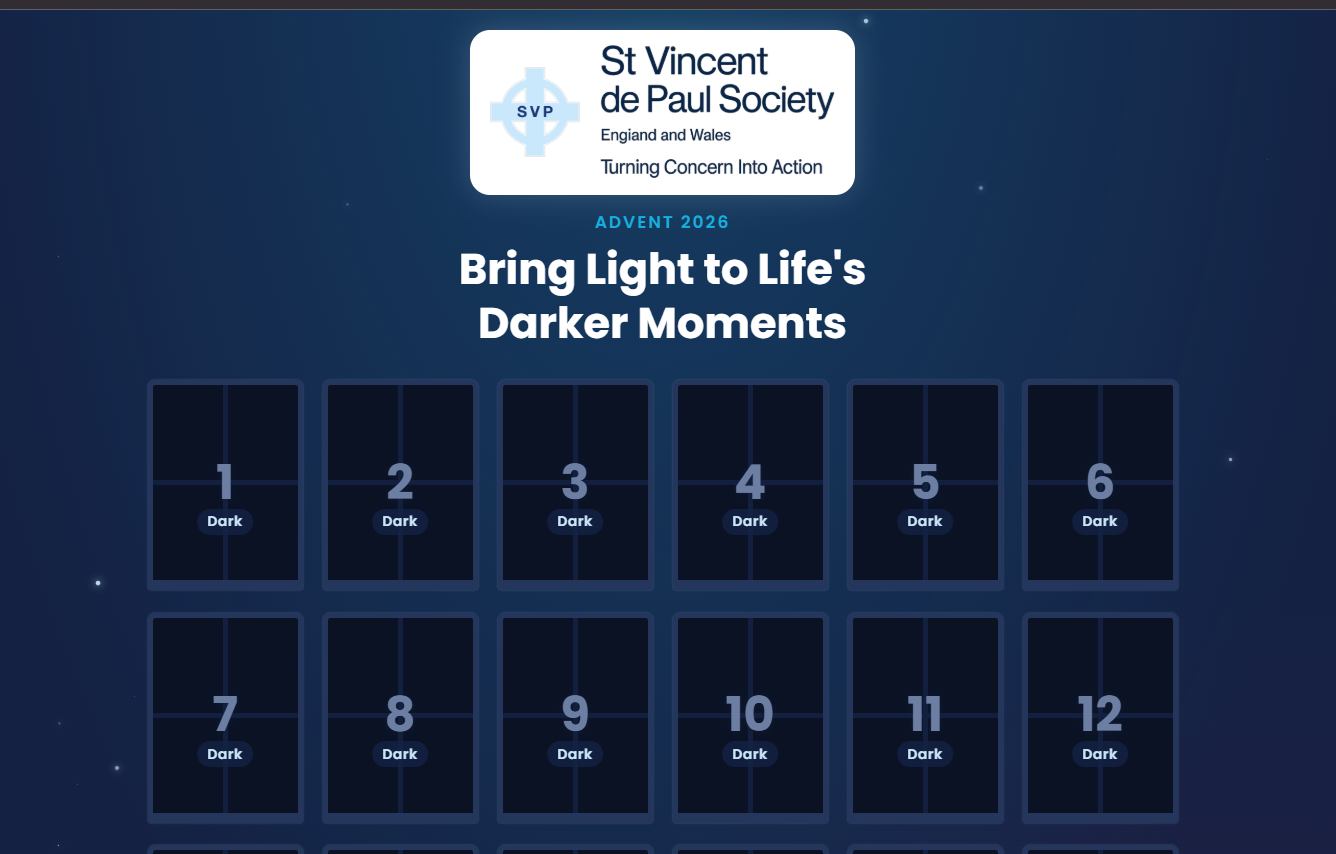 SVP
St Vincent
de Paul Society
England and Wales
Turning Concern Into Action
ADVENT 2026
Bring Light to Life's
Darker Moments
1 2 3 4 5 6
Dark Dark Dark Dark Dark Dark
7 8 9 10 11 12
Dark Dark Dark Dark Dark Dark